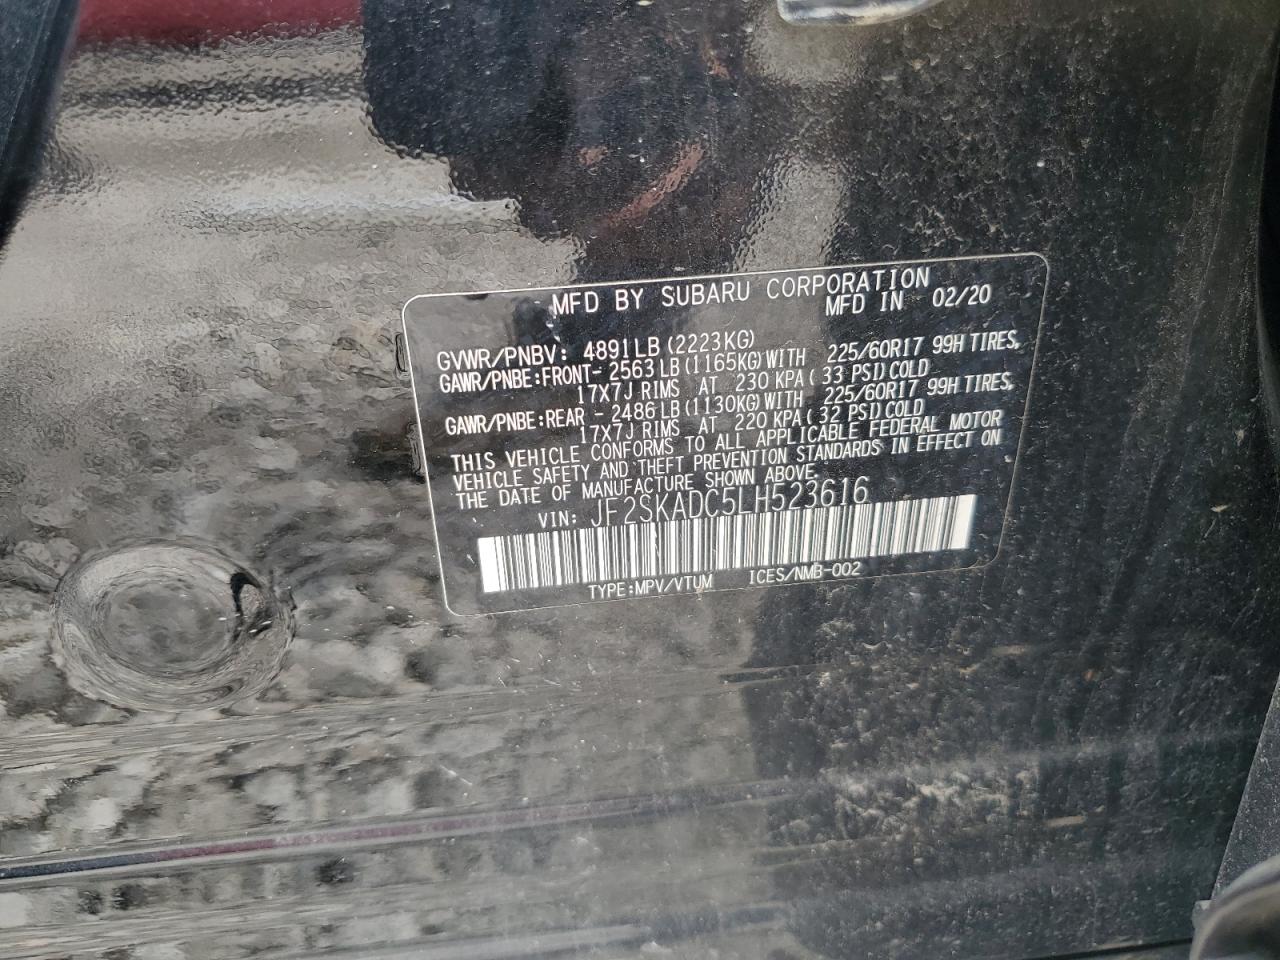 MFD BY SUBARU CORPORATION
MFD IN 02/20
GVWR/PNBV: 4891LB(2223KG)
GAWR/PNBE:FRONT- 2563LB(1165KG)WITH 225/60R17 99H TIRES,
17X7J RIMS AT 230 KPA(33 PSI)COLD
GAWR/PNBE:REAR - 2486LB(1130KG)WITH 225/60R17 99H TIRES,
17X7J RIMS AT 220 KPA(32 PSI)COLD
THIS VEHICLE CONFORMS TO ALL APPLICABLE FEDERAL MOTOR
VEHICLE SAFETY AND THEFT PREVENTION STANDARDS IN EFFECT ON
THE DATE OF MANUFACTURE SHOWN ABOVE.
VIN: JF2SKADC5LH523616
TYPE:MPV/VTUM ICES/NMB-002